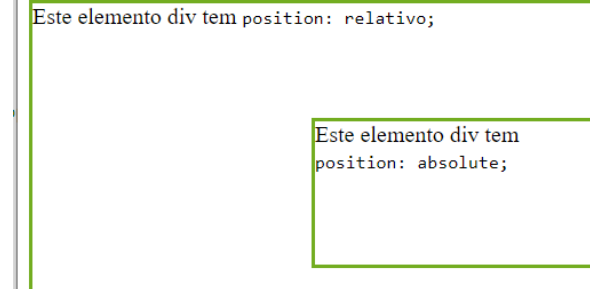 Este elemento div tem position: relativo;
Este elemento div tem
position: absolute;